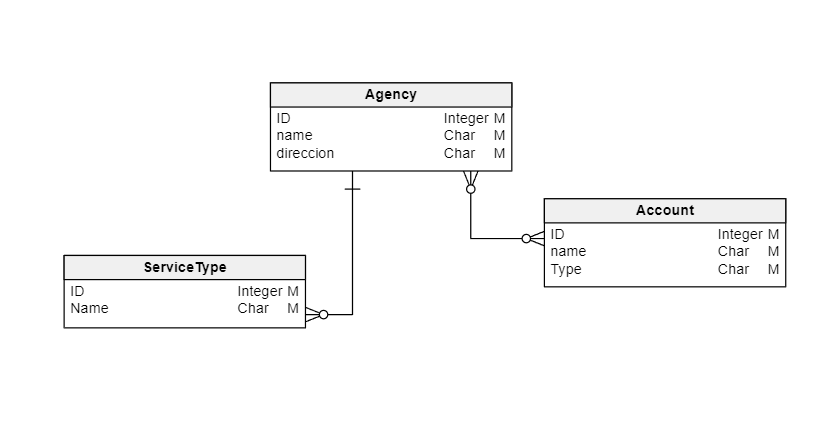 Agency
ID Integer M
name Char M
direccion Char M
Account
ID Integer M
name Char M
Type Char M
ServiceType
ID Integer M
Name Char M